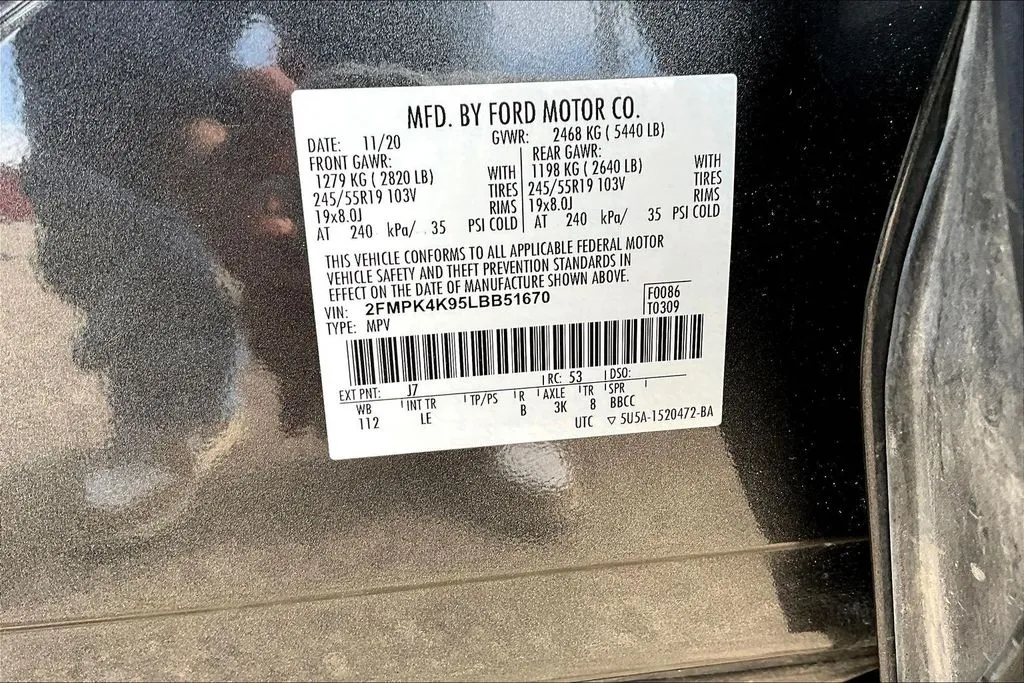 MFD. BY FORD MOTOR CO.
DATE: 11/20 GVWR: 2468 KG ( 5440 LB)
FRONT GAWR:
1279 KG ( 2820 LB) WITH
245/55R19 103V TIRES
19x8.0J RIMS
AT 240 kPa/ 35 PSI COLD
REAR GAWR:
1198 KG ( 2640 LB) WITH
245/55R19 103V TIRES
19x8.0J RIMS
AT 240 kPa/ 35 PSI COLD
THIS VEHICLE CONFORMS TO ALL APPLICABLE FEDERAL MOTOR
VEHICLE SAFETY AND THEFT PREVENTION STANDARDS IN
EFFECT ON THE DATE OF MANUFACTURE SHOWN ABOVE.
VIN: 2FMPK4K95LBB51670
TYPE: MPV
F0086
T0309
EXT PNT: J7 RC: 53 DSO:
WB INT TR TP/PS R AXLE TR SPR
112 LE B 3K 8 BBCC
UTC ▽ 5U5A-1520472-BA